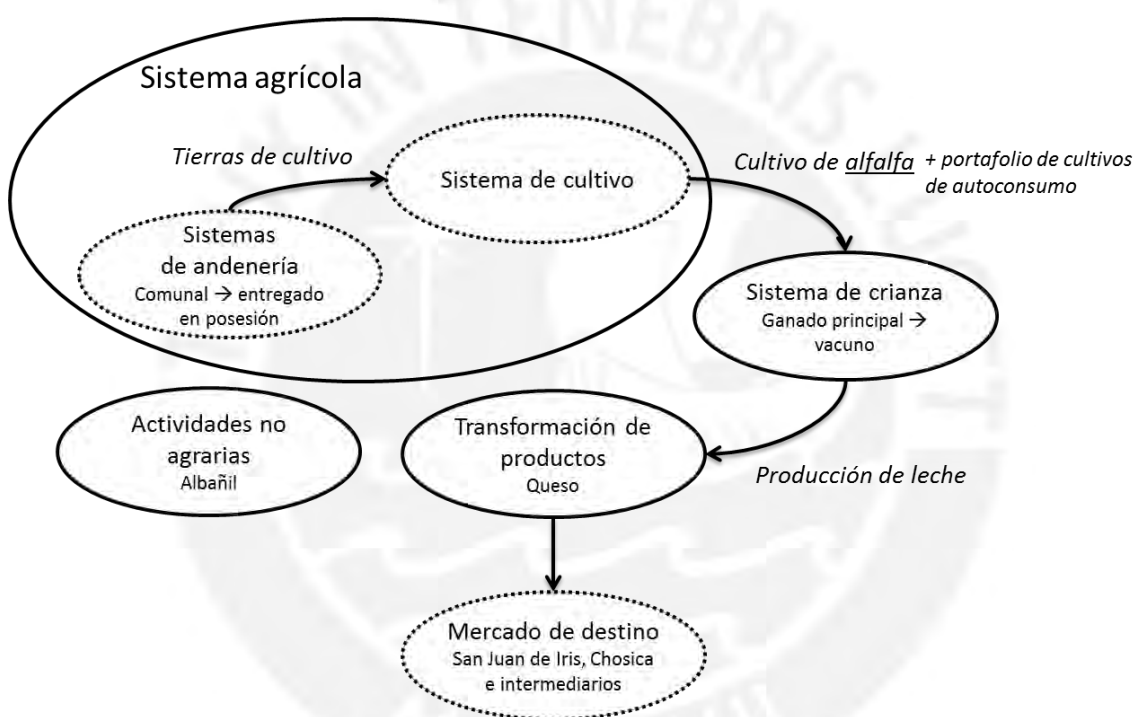 Sistema agrícola
Tierras de cultivo
Sistema de cultivo
Cultivo de alfalfa + portafolio de cultivos
de autoconsumo
Sistemas
de andenería
Comunal → entregado
en posesión
Sistema de crianza
Ganado principal →
vacuno
Actividades no
agrarias
Albañil
Transformación de
productos
Queso
Producción de leche
Mercado de destino
San Juan de Iris, Chosica
e intermediarios
IN TENEBRIS